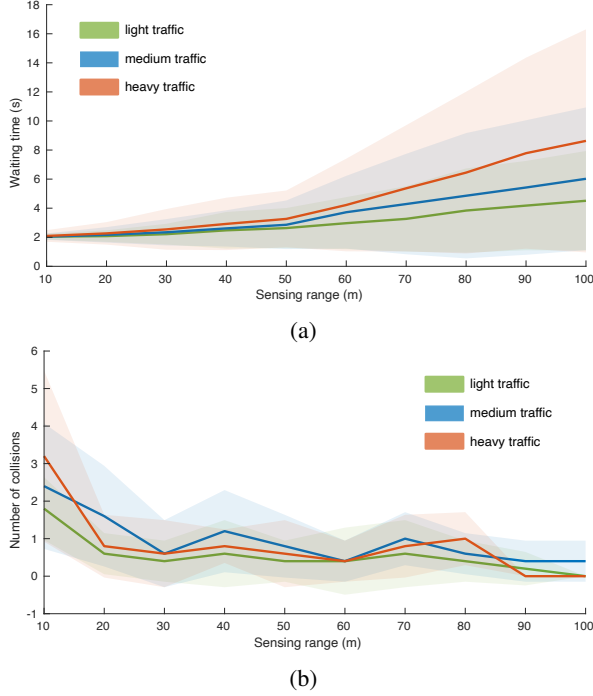 18
16
14
12
10
8
6
4
2
0
Waiting time (s)
light traffic
medium traffic
heavy traffic
10 20 30 40 50 60 70 80 90 100
Sensing range (m)
(a)
6
5
4
3
2
1
0
-1
Number of collisions
light traffic
medium traffic
heavy traffic
10 20 30 40 50 60 70 80 90 100
Sensing range (m)
(b)